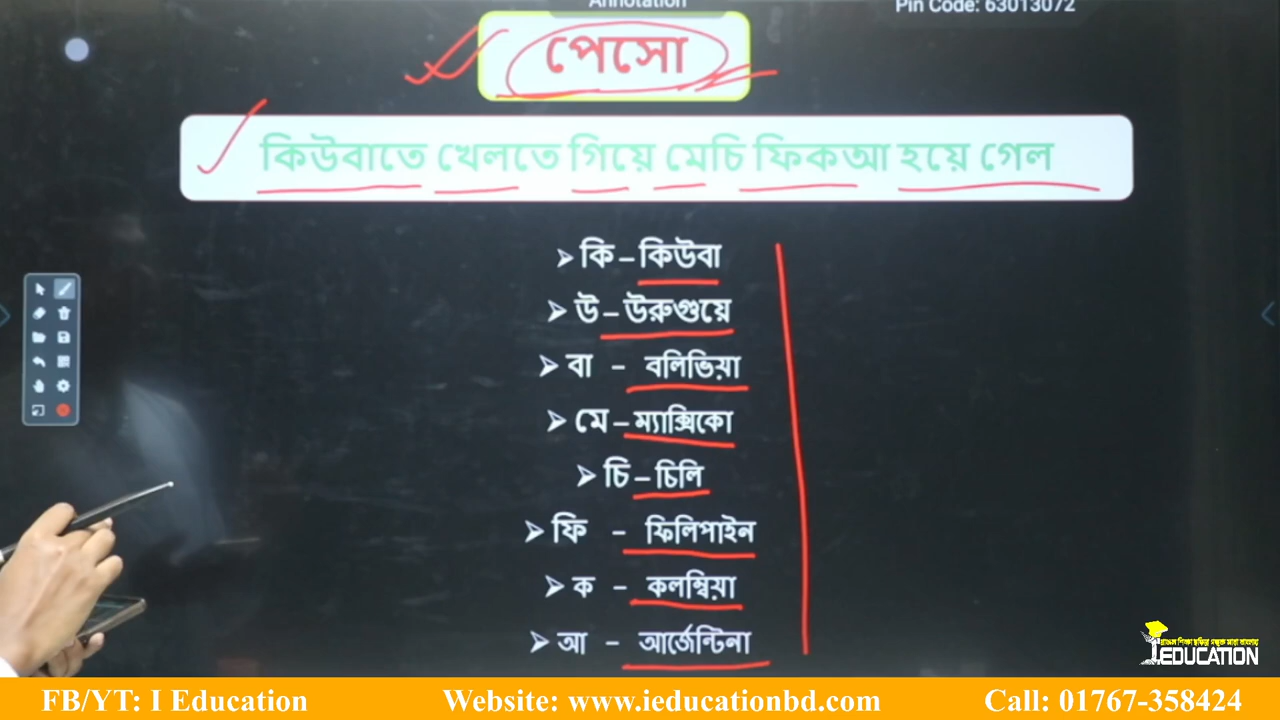 Annotation
Pin Code: 63013072
পেসো
কিউবাতে খেলতে গিয়ে মেচি ফিকআ হয়ে গেল
➢ কি – কিউবা
➢ উ – উরুগুয়ে
➢ বা – বলিভিয়া
➢ মে – ম্যাক্সিকো
➢ চি – চিলি
➢ ফি – ফিলিপাইন
➢ ক – কলম্বিয়া
➢ আ – আর্জেন্টিনা
IEDUCATION
FB/YT: I Education Website: www.ieducationbd.com Call: 01767-358424